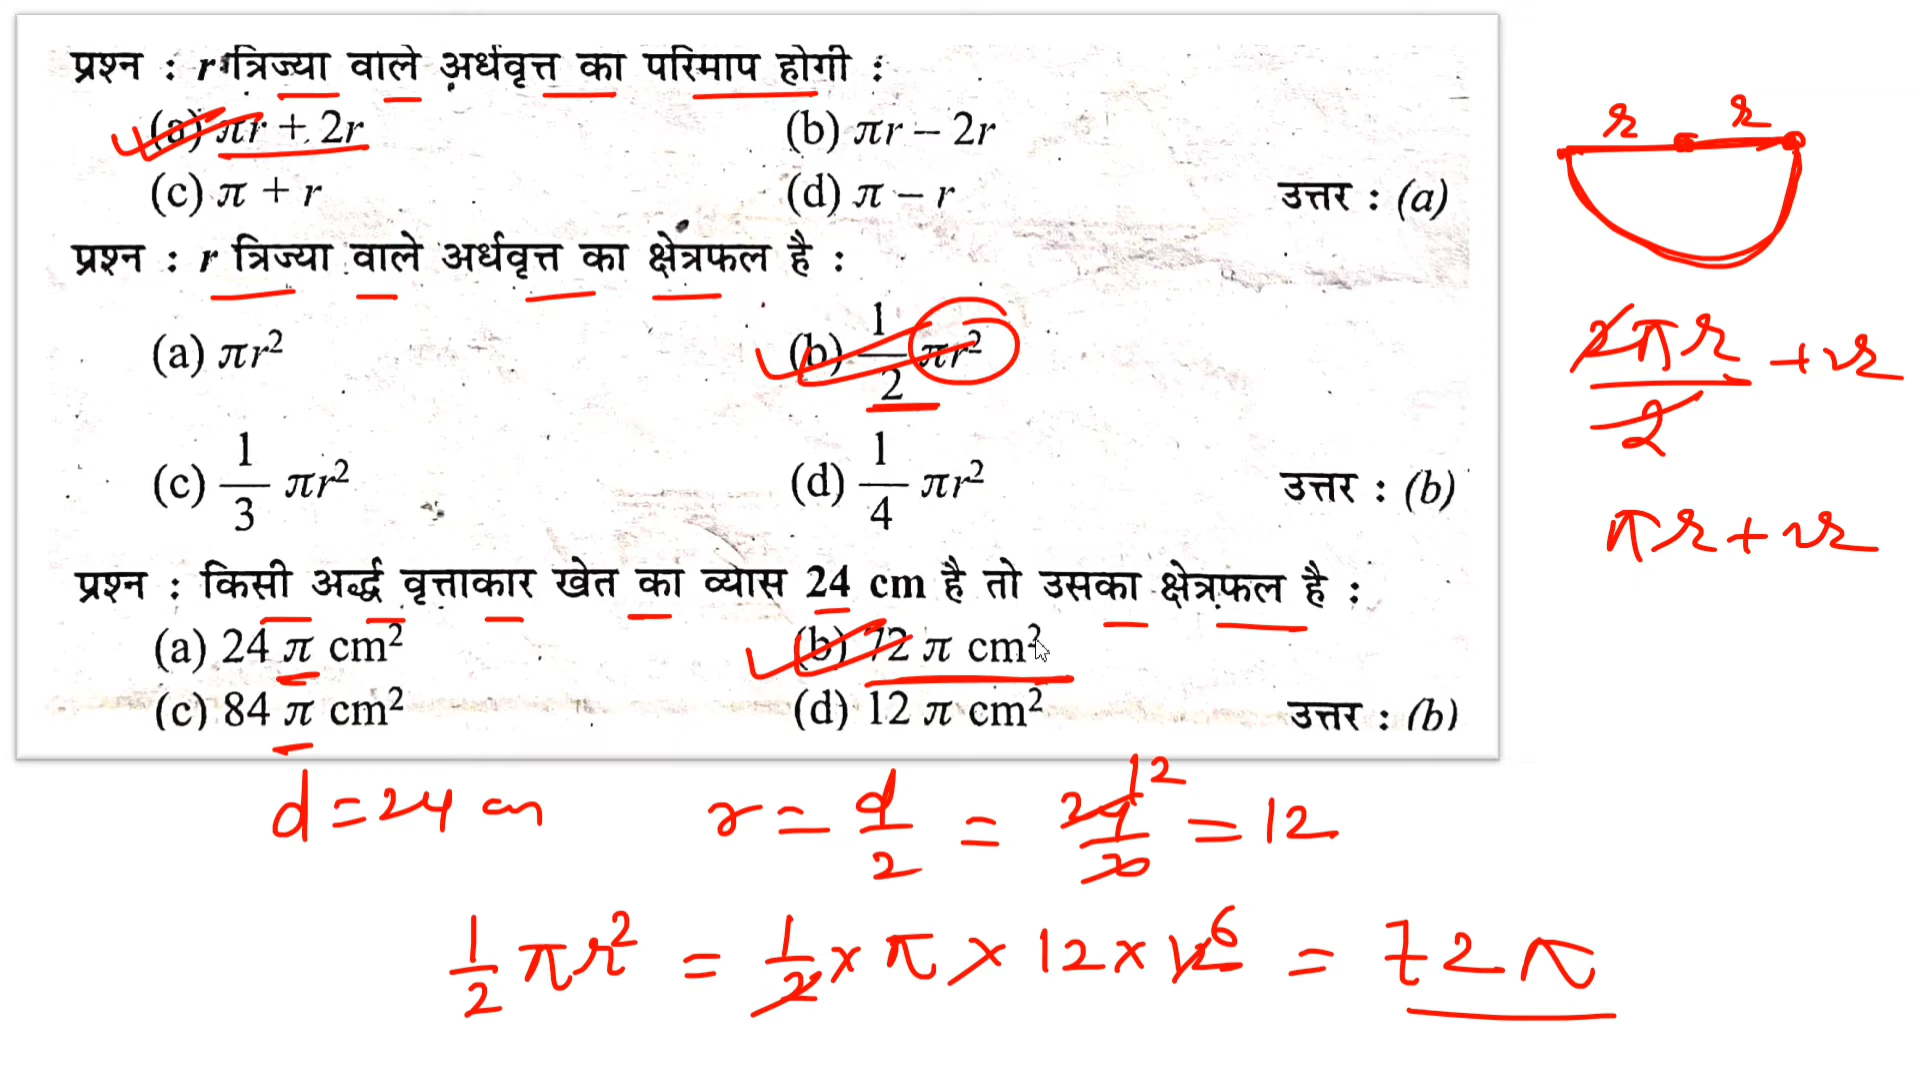 प्रश्न : r त्रिज्या वाले अर्धवृत्त का परिमाप होगी :
(a) πr + 2r (b) πr – 2r
(c) π + r (d) π – r उत्तर : (a)
प्रश्न : r त्रिज्या वाले अर्धवृत्त का क्षेत्रफल है :
(a) πr² (b) 1/2 πr²
(c) 1/3 πr² (d) 1/4 πr² उत्तर : (b)
प्रश्न : किसी अर्द्ध वृत्ताकार खेत का व्यास 24 cm है तो उसका क्षेत्रफल है :
(a) 24 π cm² (b) 72 π cm²
(c) 84 π cm² (d) 12 π cm² उत्तर : (b)
r r
2πr/2 + 2r
πr + 2r
d = 24 cm r = d/2 = 24/2 12 = 12
1/2 πr² = 1/2 × π × 12 × 12 6 = 72 π